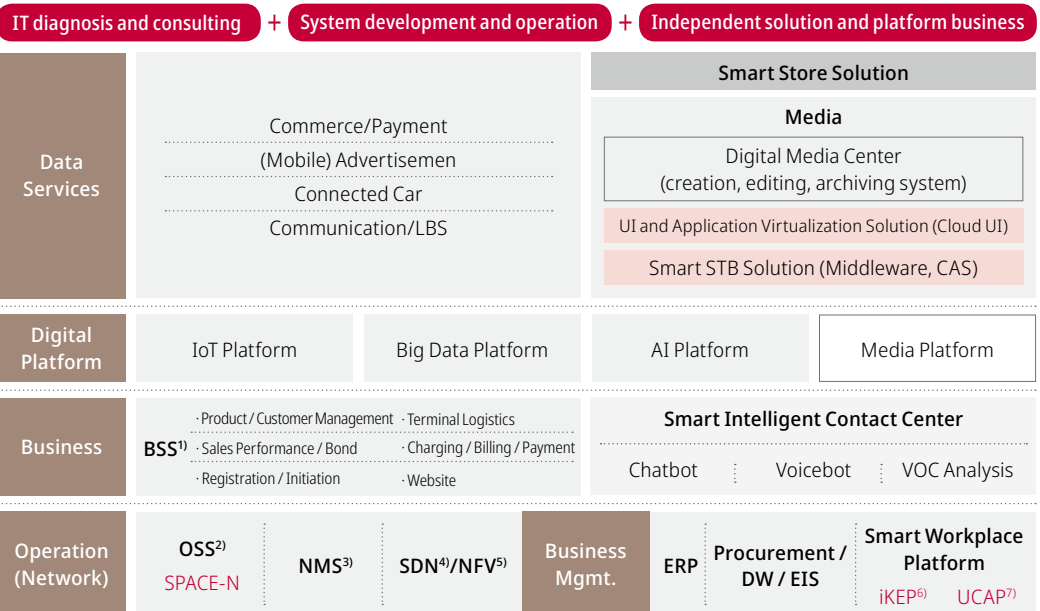 IT diagnosis and consulting + System development and operation + Independent solution and platform business
Data
Services
Commerce/Payment
(Mobile) Advertisemen
Connected Car
Communication/LBS
Smart Store Solution
Media
Digital Media Center
(creation, editing, archiving system)
UI and Application Virtualization Solution (Cloud UI)
Smart STB Solution (Middleware, CAS)
Digital
Platform
IoT Platform
Big Data Platform
AI Platform
Media Platform
Business
BSS1)
· Product / Customer Management · Terminal Logistics
· Sales Performance / Bond · Charging / Billing / Payment
· Registration / Initiation · Website
Smart Intelligent Contact Center
Chatbot Voicebot VOC Analysis
Operation
(Network)
OSS2)
SPACE-N
NMS3)
SDN4)/NFV5)
Business
Mgmt.
ERP
Procurement /
DW / EIS
Smart Workplace
Platform
iKEP6) UCAP7)